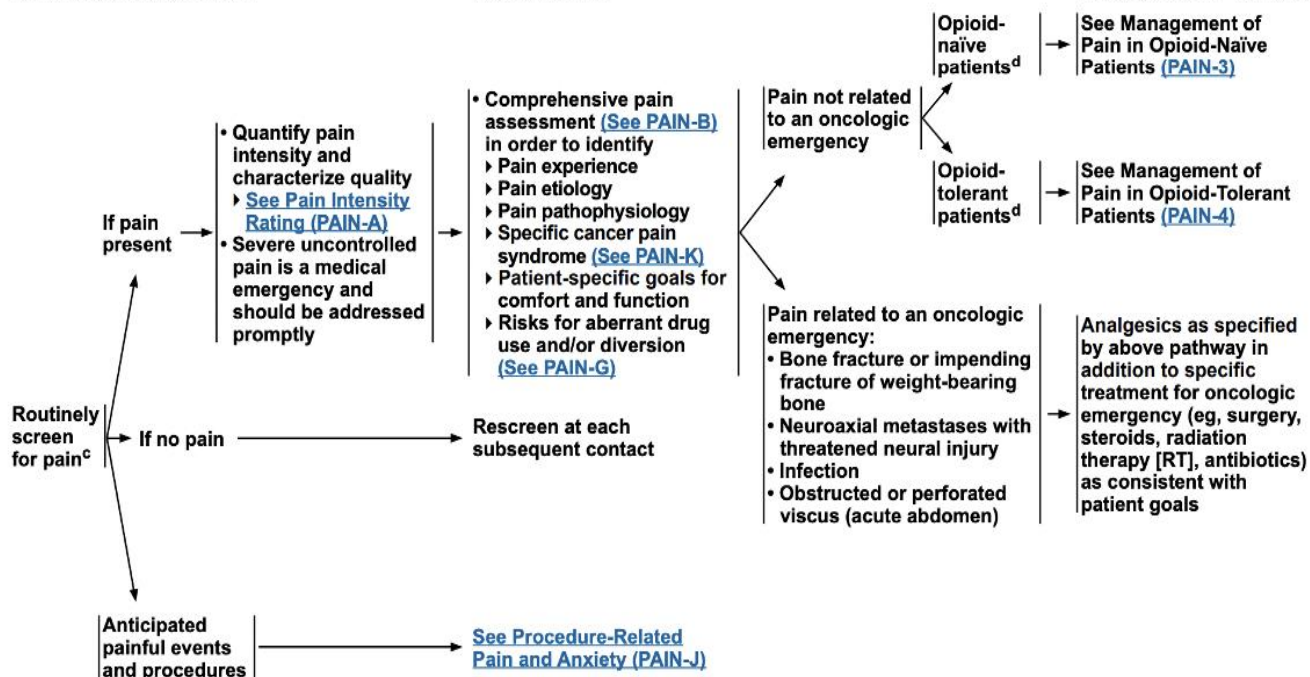 Routinely
screen
for painᶜ
If pain
present
• Quantify pain
intensity and
characterize quality
▸ See Pain Intensity
Rating (PAIN-A)
• Severe uncontrolled
pain is a medical
emergency and
should be addressed
promptly
• Comprehensive pain
assessment (See PAIN-B)
in order to identify
▸ Pain experience
▸ Pain etiology
▸ Pain pathophysiology
▸ Specific cancer pain
syndrome (See PAIN-K)
▸ Patient-specific goals for
comfort and function
▸ Risks for aberrant drug
use and/or diversion
(See PAIN-G)
Pain not related
to an oncologic
emergency
Opioid-
naïve
patientsᵈ
See Management of
Pain in Opioid-Naïve
Patients (PAIN-3)
Opioid-
tolerant
patientsᵈ
See Management of
Pain in Opioid-Tolerant
Patients (PAIN-4)
Pain related to an oncologic
emergency:
• Bone fracture or impending
fracture of weight-bearing
bone
• Neuroaxial metastases with
threatened neural injury
• Infection
• Obstructed or perforated
viscus (acute abdomen)
Analgesics as specified
by above pathway in
addition to specific
treatment for oncologic
emergency (eg, surgery,
steroids, radiation
therapy [RT], antibiotics)
as consistent with
patient goals
If no pain
Rescreen at each
subsequent contact
Anticipated
painful events
and procedures
See Procedure-Related
Pain and Anxiety (PAIN-J)